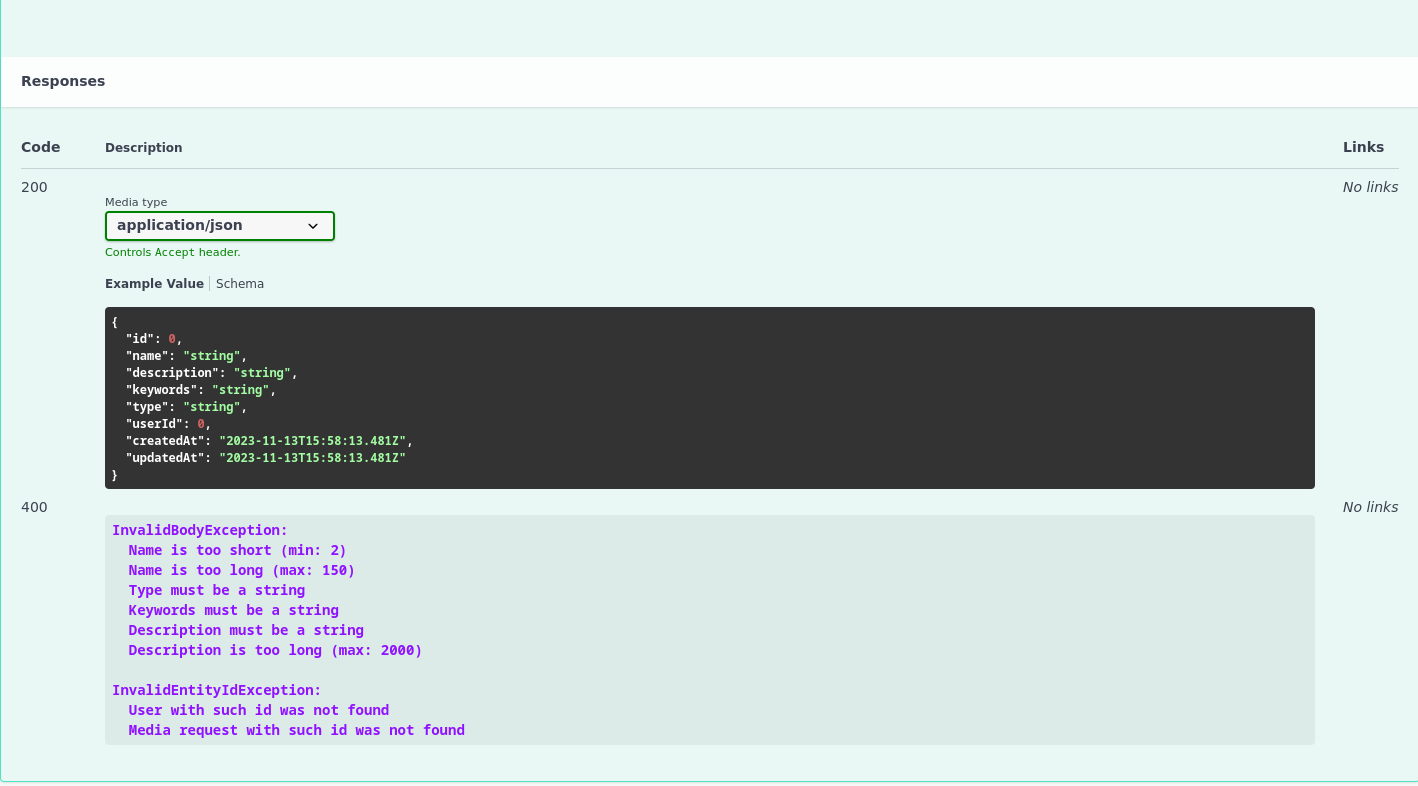 Responses
Code Description Links
200 No links
Media type
application/json
Controls Accept header.
Example Value Schema
{
  "id": 0,
  "name": "string",
  "description": "string",
  "keywords": "string",
  "type": "string",
  "userId": 0,
  "createdAt": "2023-11-13T15:58:13.481Z",
  "updatedAt": "2023-11-13T15:58:13.481Z"
}
400 No links
InvalidBodyException:
  Name is too short (min: 2)
  Name is too long (max: 150)
  Type must be a string
  Keywords must be a string
  Description must be a string
  Description is too long (max: 2000)
InvalidEntityIdException:
  User with such id was not found
  Media request with such id was not found